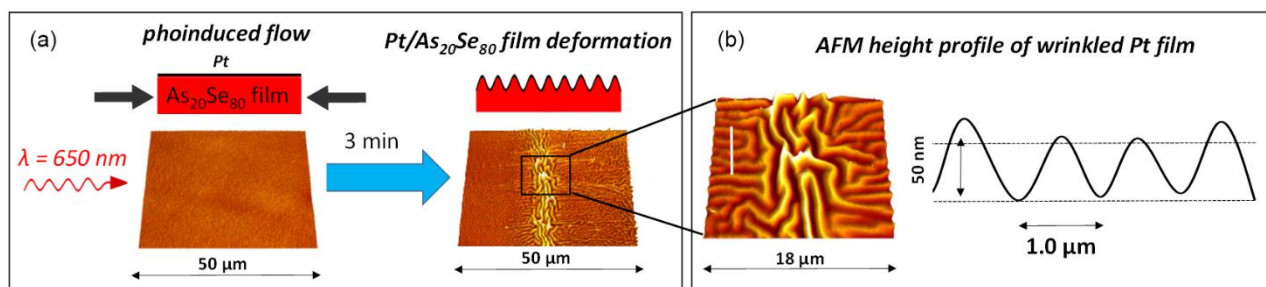 (a)
phoinduced flow
Pt/As₂₀Se₈₀ film deformation
Pt
As₂₀Se₈₀ film
λ = 650 nm
3 min
50 µm
50 µm
(b)
AFM height profile of wrinkled Pt film
50 nm
1.0 µm
18 µm